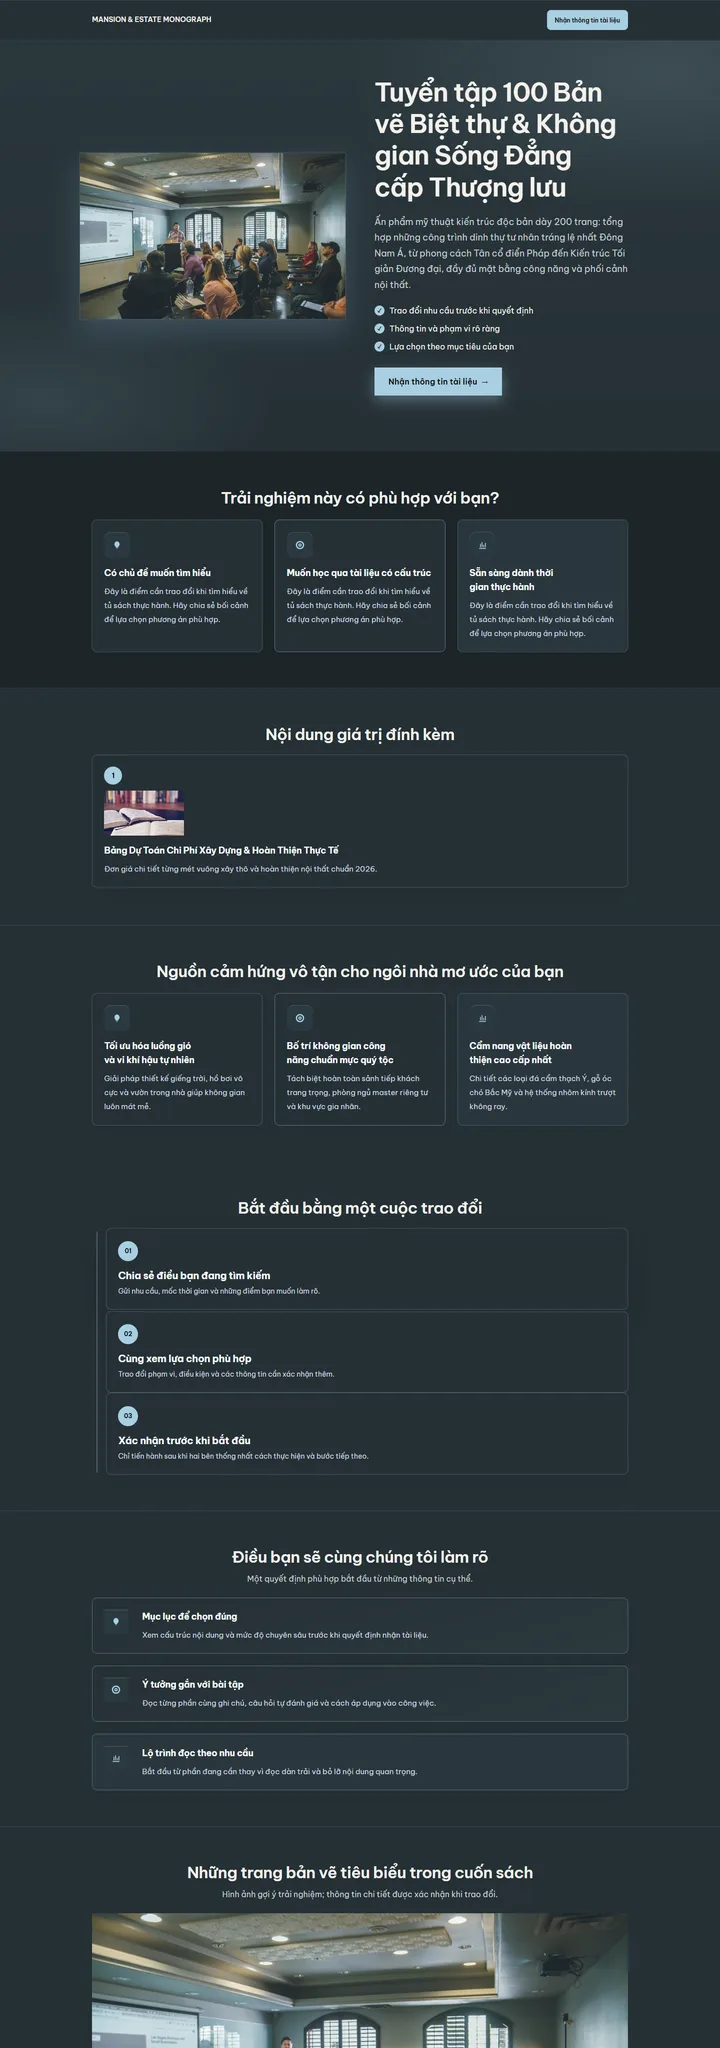 MANSION & ESTATE MONOGRAPH
Nhận thông tin tài liệu
Tuyển tập 100 Bản
vẽ Biệt thự & Không
gian Sống Đẳng
cấp Thượng lưu
Ấn phẩm mỹ thuật kiến trúc độc bản dày 200 trang: tổng
hợp những công trình dinh thự tư nhân tráng lệ nhất Đông
Nam Á, từ phong cách Tân cổ điển Pháp đến Kiến trúc Tối
giản Đương đại, đầy đủ mặt bằng công năng và phối cảnh
nội thất.
✓ Trao đổi nhu cầu trước khi quyết định
✓ Thông tin và phạm vi rõ ràng
✓ Lựa chọn theo mục tiêu của bạn
Nhận thông tin tài liệu →
Trải nghiệm này có phù hợp với bạn?
Có chủ đề muốn tìm hiểu
Đây là điểm cần trao đổi khi tìm hiểu về
tủ sách thực hành. Hãy chia sẻ bối cảnh
để lựa chọn phương án phù hợp.
Muốn học qua tài liệu có cấu trúc
Đây là điểm cần trao đổi khi tìm hiểu về
tủ sách thực hành. Hãy chia sẻ bối cảnh
để lựa chọn phương án phù hợp.
Sẵn sàng dành thời
gian thực hành
Đây là điểm cần trao đổi khi tìm hiểu về
tủ sách thực hành. Hãy chia sẻ bối cảnh
để lựa chọn phương án phù hợp.
Nội dung giá trị đính kèm
1
Bảng Dự Toán Chi Phí Xây Dựng & Hoàn Thiện Thực Tế
Đơn giá chi tiết từng mét vuông xây thô và hoàn thiện nội thất chuẩn 2026.
Nguồn cảm hứng vô tận cho ngôi nhà mơ ước của bạn
Tối ưu hóa luồng gió
và vi khí hậu tự nhiên
Giải pháp thiết kế giếng trời, hồ bơi vô
cực và vườn trong nhà giúp không gian
luôn mát mẻ.
Bố trí không gian công
năng chuẩn mực quý tộc
Tách biệt hoàn toàn sảnh tiếp khách
trang trọng, phòng ngủ master riêng tư
và khu vực gia nhân.
Cẩm nang vật liệu hoàn
thiện cao cấp nhất
Chi tiết các loại đá cẩm thạch Ý, gỗ óc
chó Bắc Mỹ và hệ thống nhôm kính trượt
không ray.
Bắt đầu bằng một cuộc trao đổi
01
Chia sẻ điều bạn đang tìm kiếm
Gửi nhu cầu, mốc thời gian và những điểm bạn muốn làm rõ.
02
Cùng xem lựa chọn phù hợp
Trao đổi phạm vi, điều kiện và các thông tin cần xác nhận thêm.
03
Xác nhận trước khi bắt đầu
Chỉ tiến hành sau khi hai bên thống nhất cách thực hiện và bước tiếp theo.
Điều bạn sẽ cùng chúng tôi làm rõ
Một quyết định phù hợp bắt đầu từ những thông tin cụ thể.
Mục lục để chọn đúng
Xem cấu trúc nội dung và mức độ chuyên sâu trước khi quyết định nhận tài liệu.
Ý tưởng gắn với bài tập
Đọc từng phần cùng ghi chú, câu hỏi tự đánh giá và cách áp dụng vào công việc.
Lộ trình đọc theo nhu cầu
Bắt đầu từ phần đang cần thay vì đọc dàn trải và bỏ lỡ nội dung quan trọng.
Những trang bản vẽ tiêu biểu trong cuốn sách
Hình ảnh gợi ý trải nghiệm; thông tin chi tiết được xác nhận khi trao đổi.